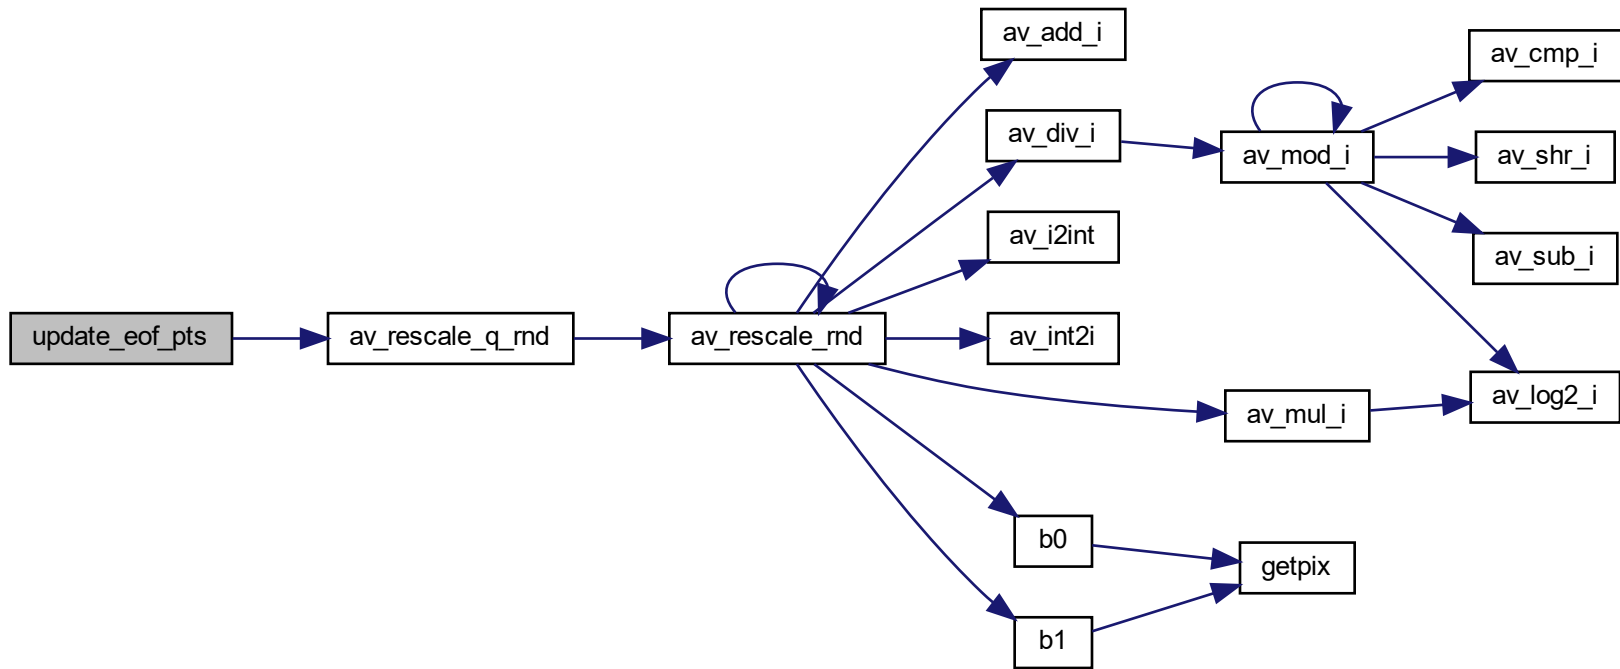 update_eof_pts
av_rescale_q_rnd
av_rescale_rnd
av_add_i
av_div_i
av_i2int
av_int2i
av_mod_i
av_cmp_i
av_shr_i
av_sub_i
av_log2_i
av_mul_i
b0
b1
getpix